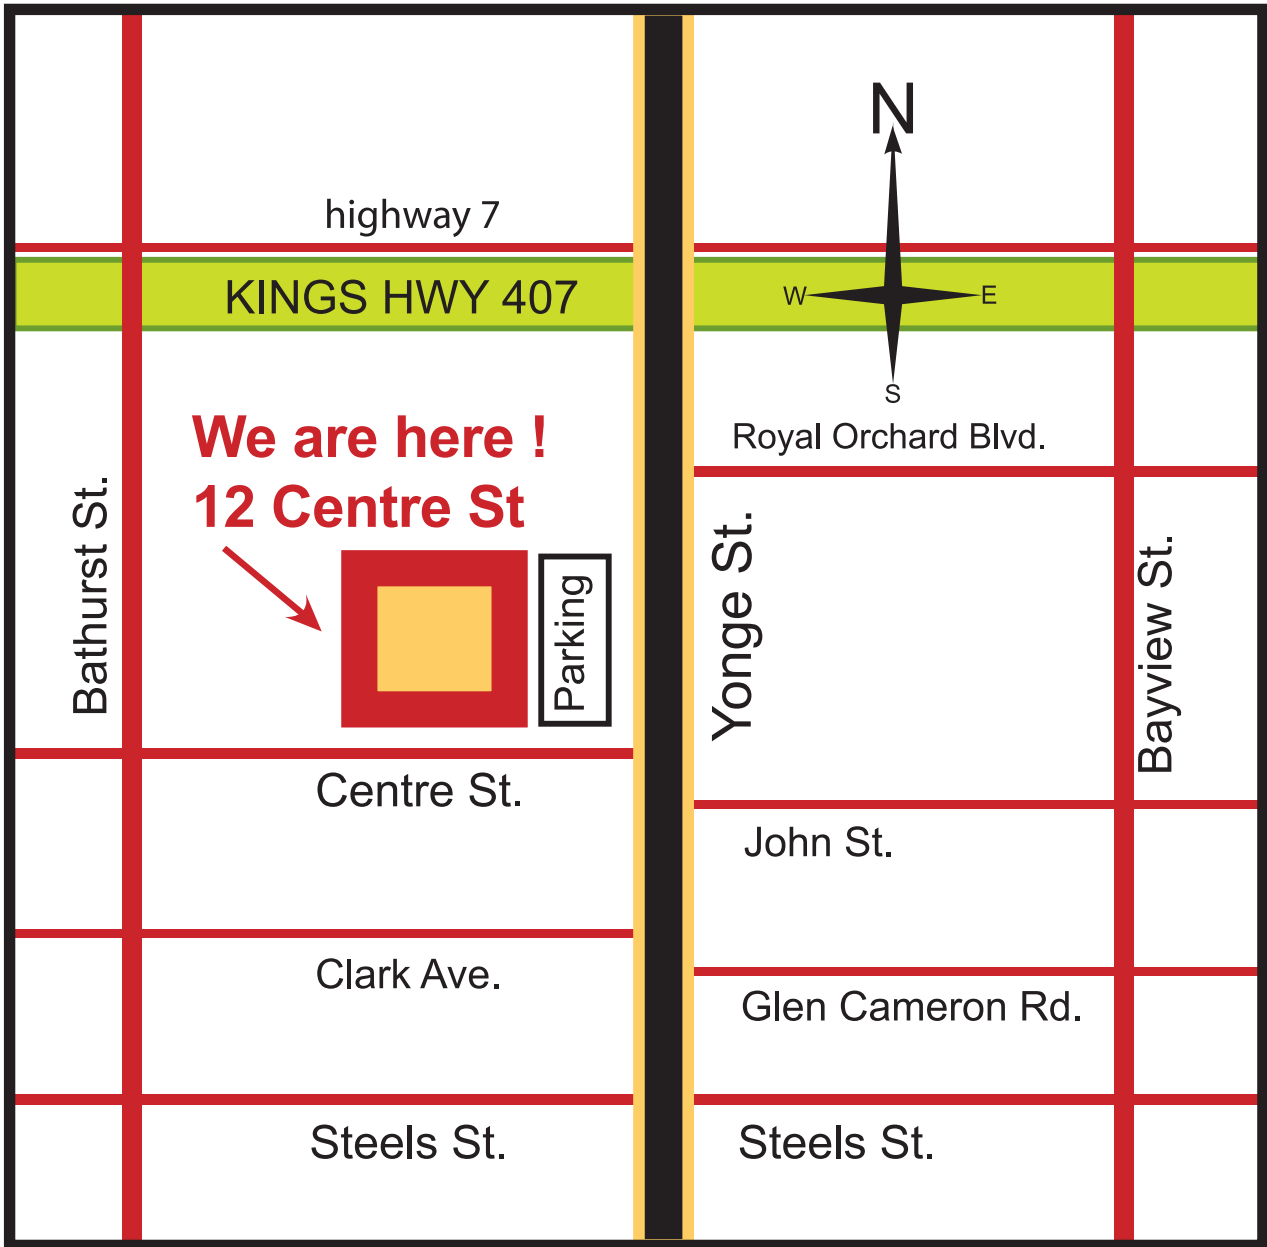 N
highway 7
KINGS HWY 407
W
E
S
We are here !
12 Centre St
Royal Orchard Blvd.
Bathurst St.
Parking
Yonge St.
Bayview St.
Centre St.
John St.
Clark Ave.
Glen Cameron Rd.
Steels St.
Steels St.